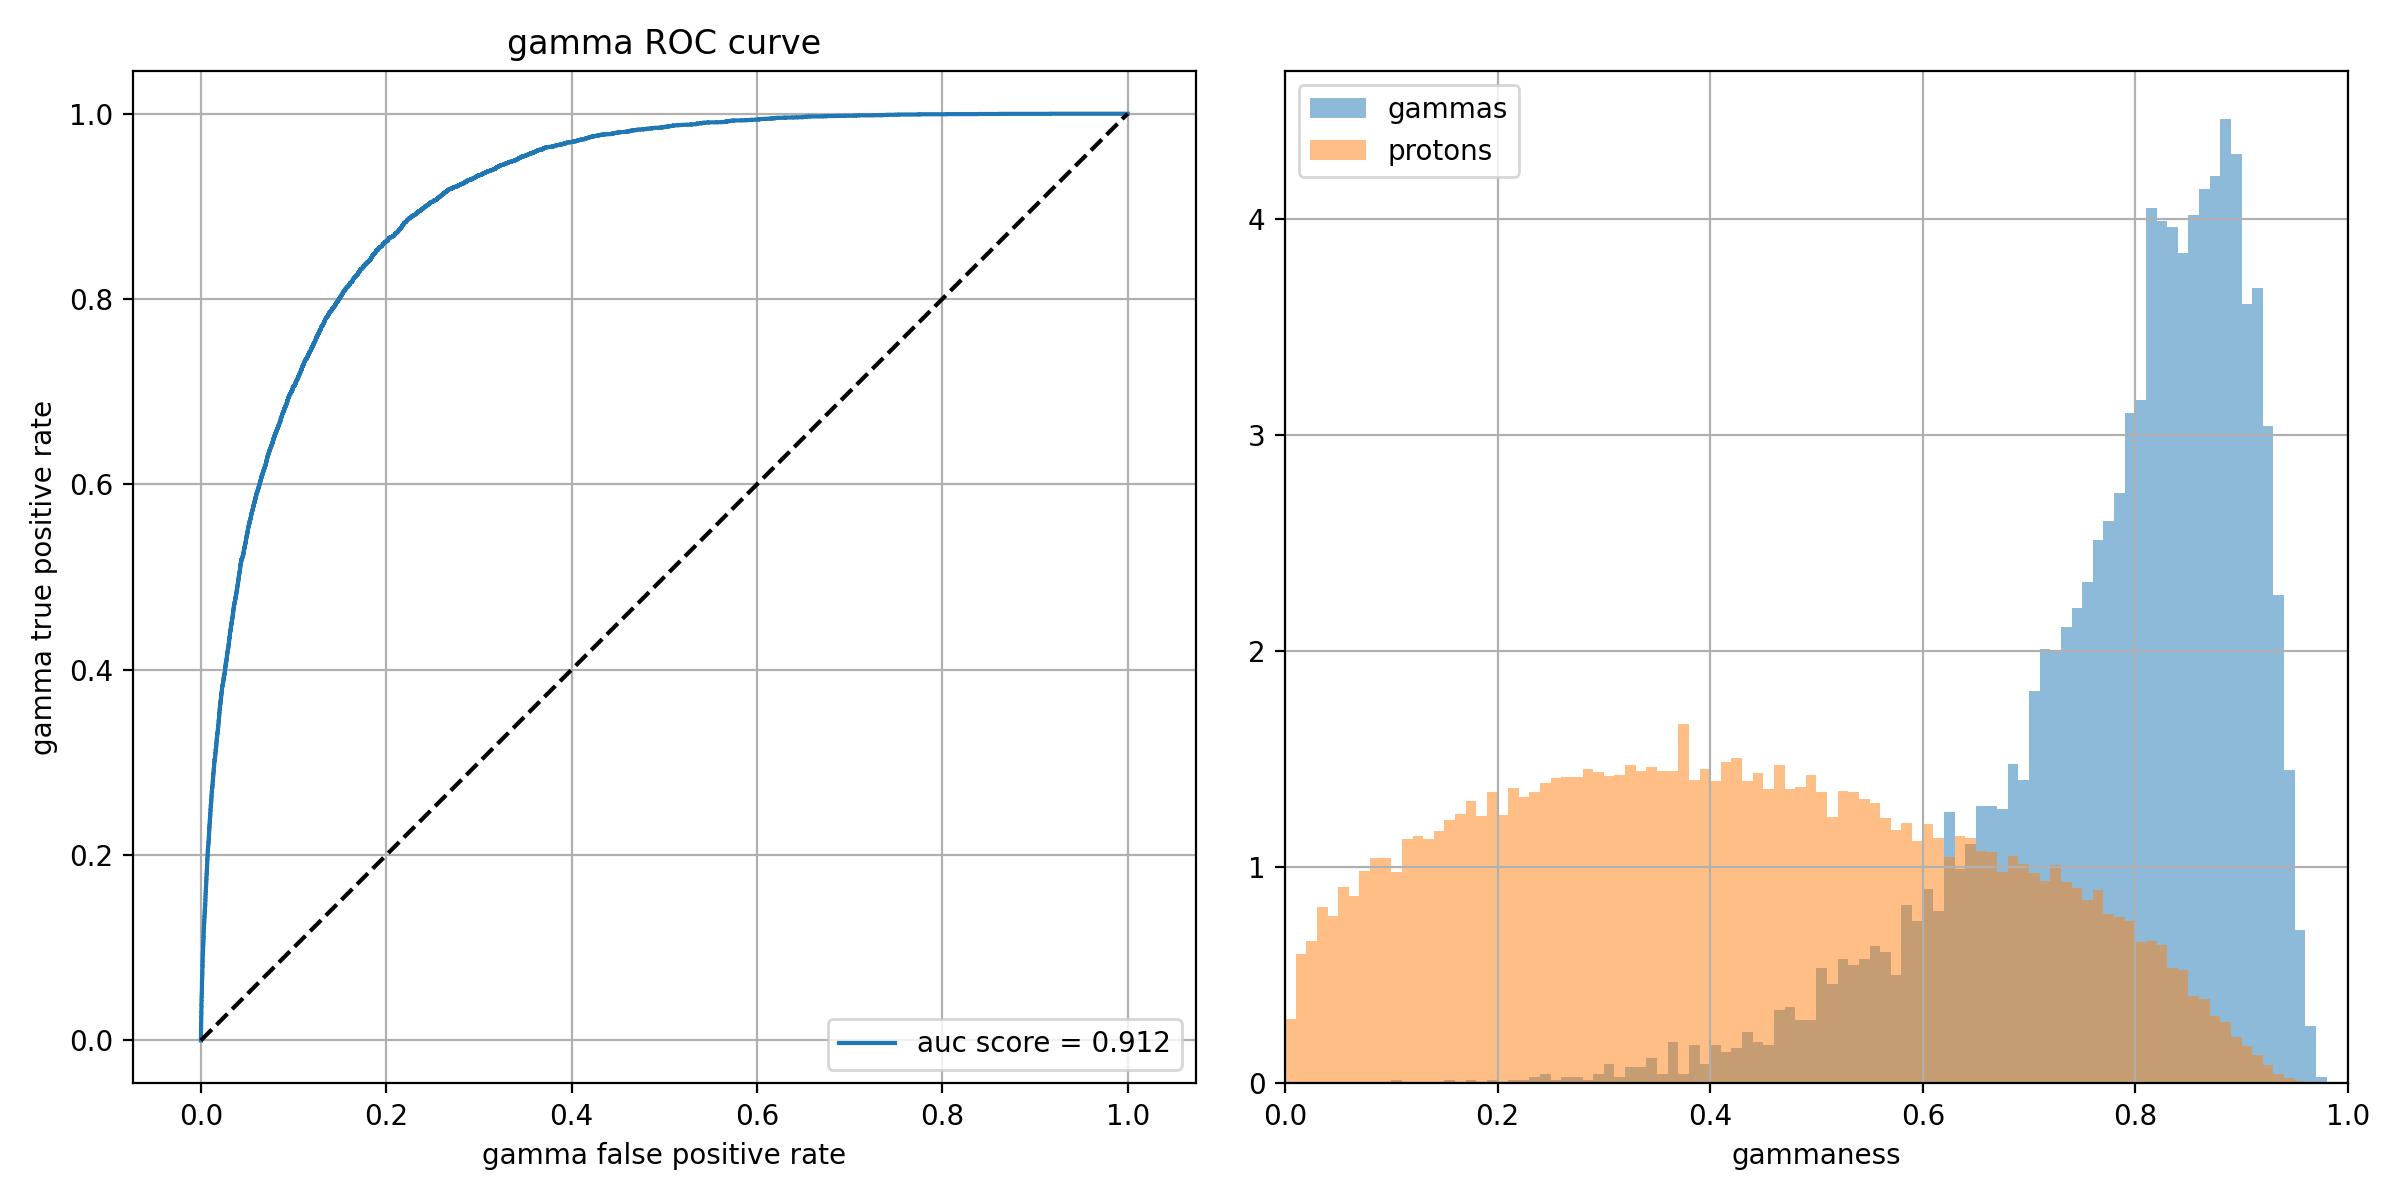 gamma ROC curve
gamma true positive rate
1.0
0.8
0.6
0.4
0.2
0.0
auc score = 0.912
0.0 0.2 0.4 0.6 0.8 1.0
gamma false positive rate
gammas
protons
4
3
2
1
0
0.0 0.2 0.4 0.6 0.8 1.0
gammaness